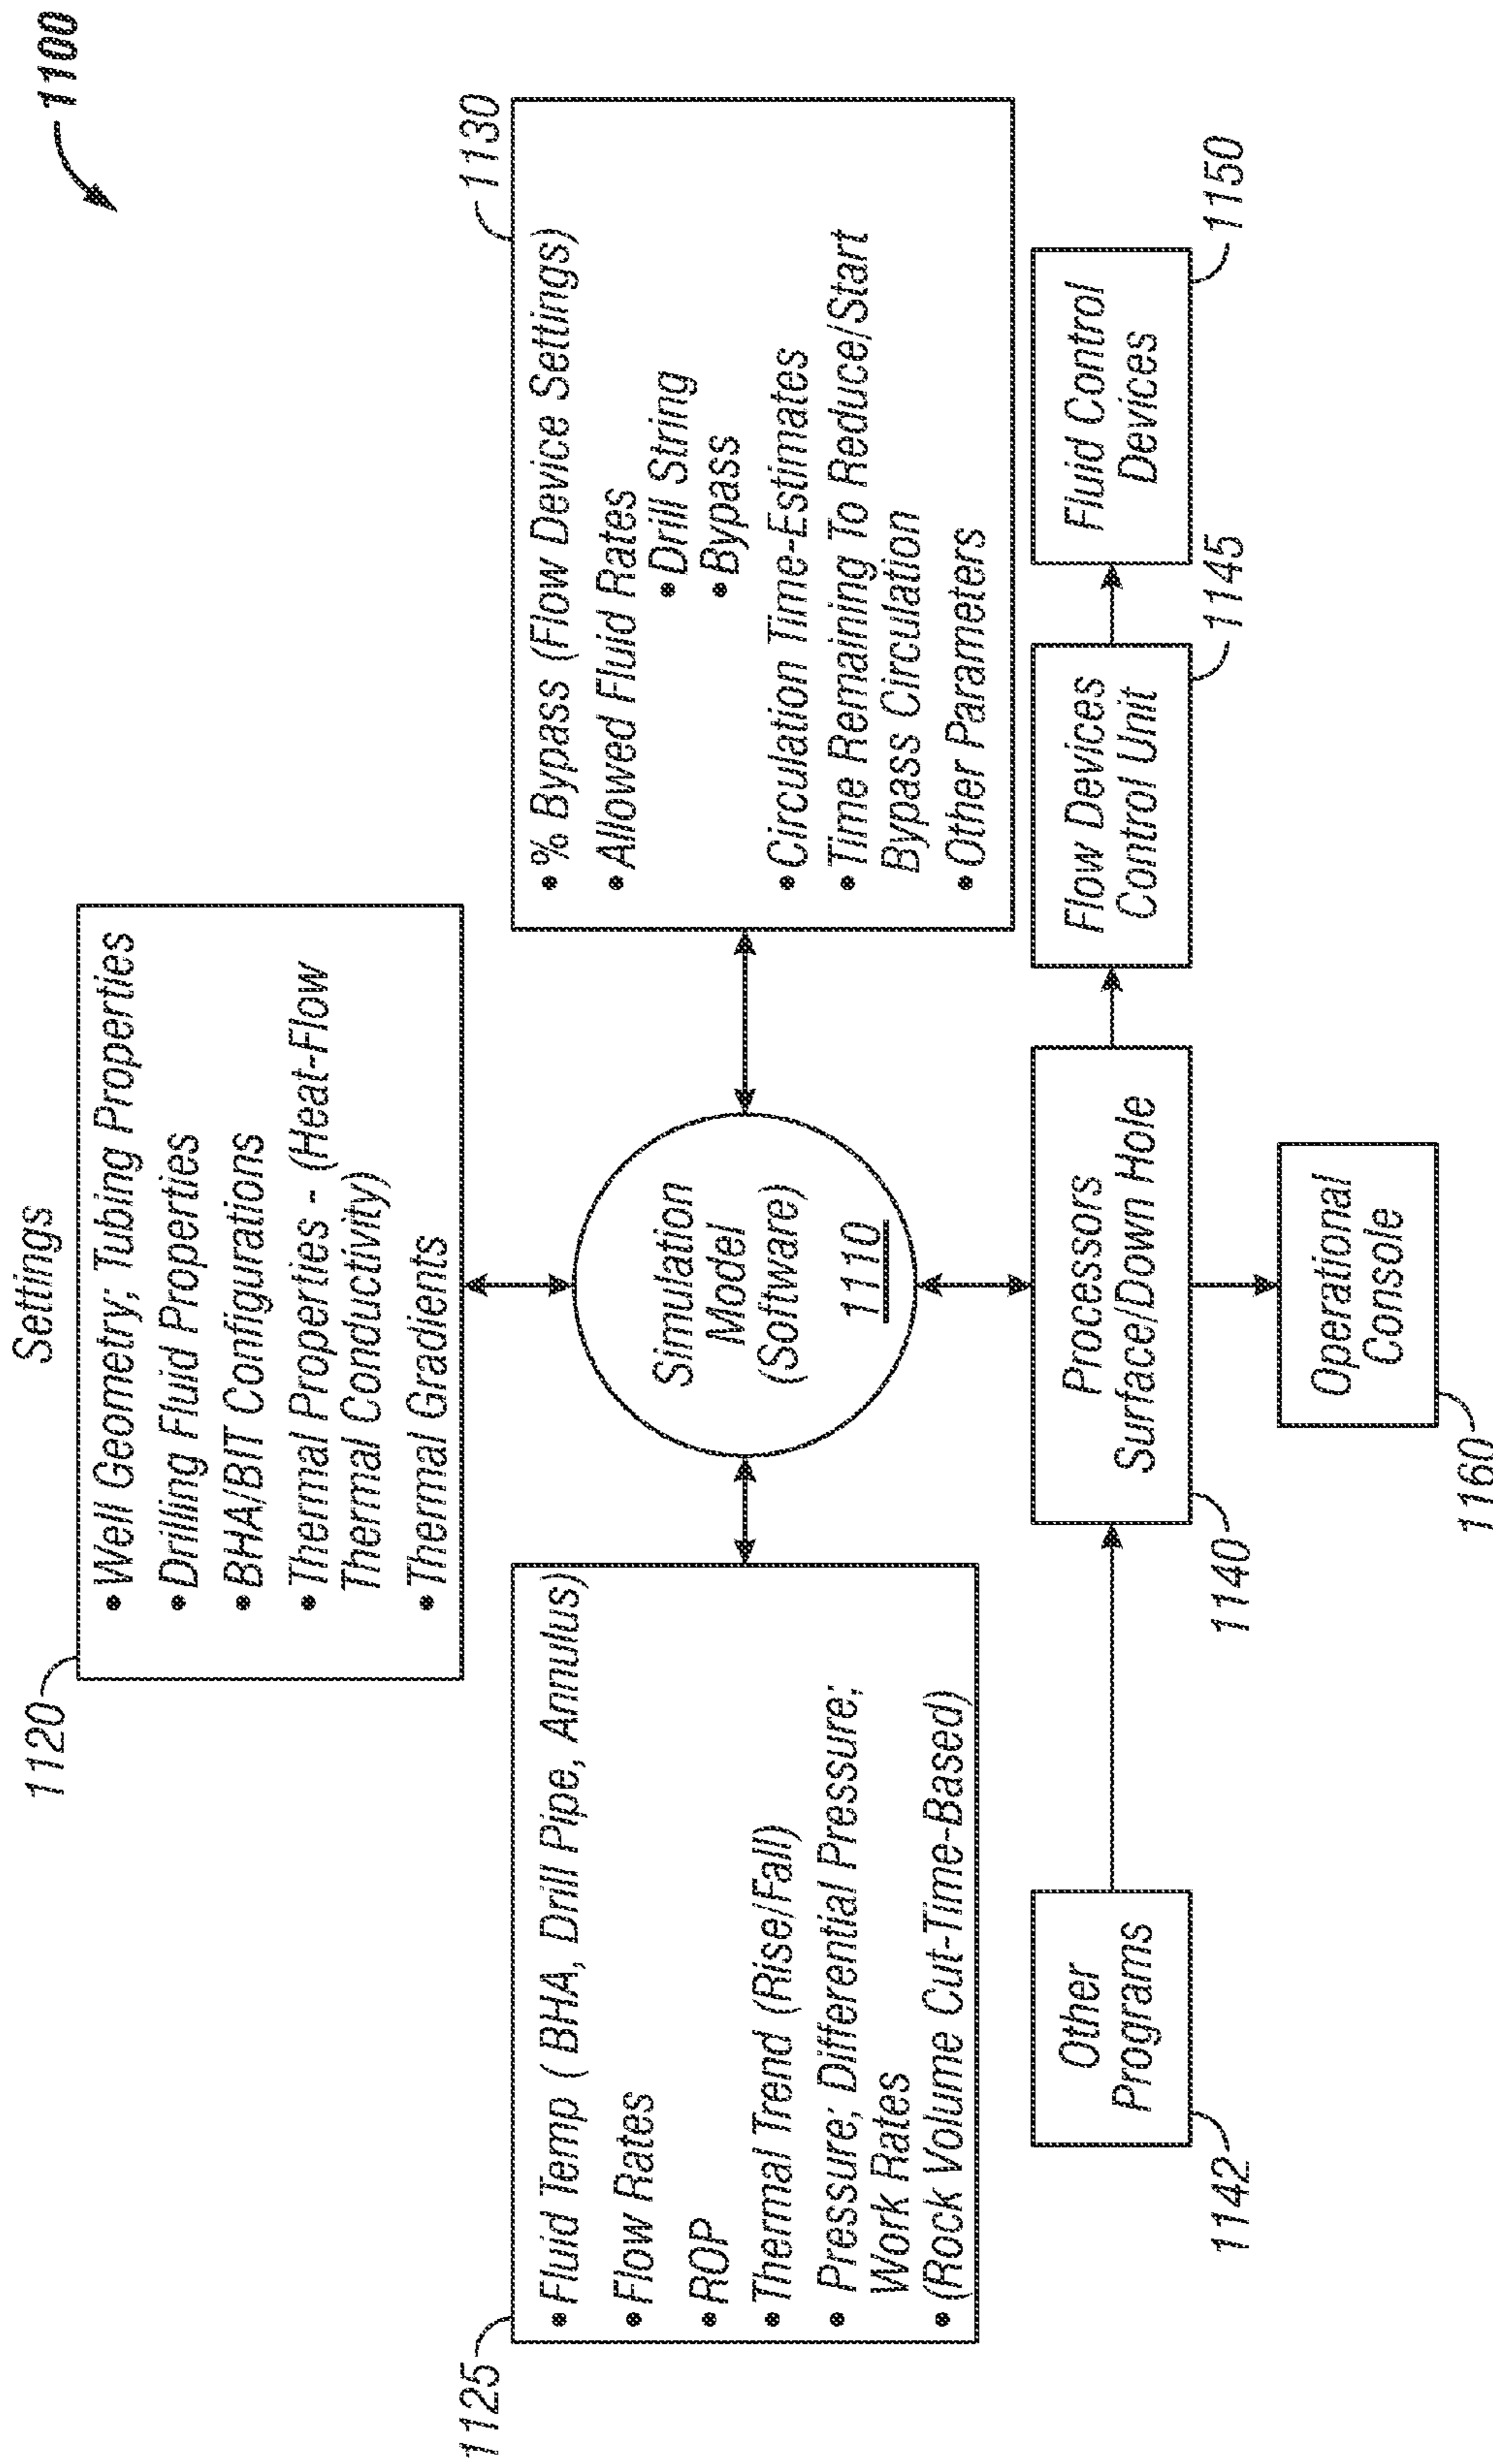 1100
Settings
1120
• Well Geometry; Tubing Properties
• Drilling Fluid Properties
• BHA/BIT Configurations
• Thermal Properties - (Heat-Flow
Thermal Conductivity)
• Thermal Gradients
1125
• Fluid Temp ( BHA, Drill Pipe, Annulus)
• Flow Rates
• ROP
• Thermal Trend (Rise/Fall)
• Pressure; Differential Pressure;
Work Rates
• (Rock Volume Cut-Time-Based)
Simulation
Model
(Software)
1110
1130
• % Bypass (Flow Device Settings)
• Allowed Fluid Rates
• Drill String
• Bypass
• Circulation Time-Estimates
• Time Remaining To Reduce/Start
Bypass Circulation
• Other Parameters
Other
Programs
1142
Processors
Surface/Down Hole
1140
Flow Devices
Control Unit
1145
Fluid Control
Devices
1150
Operational
Console
1160